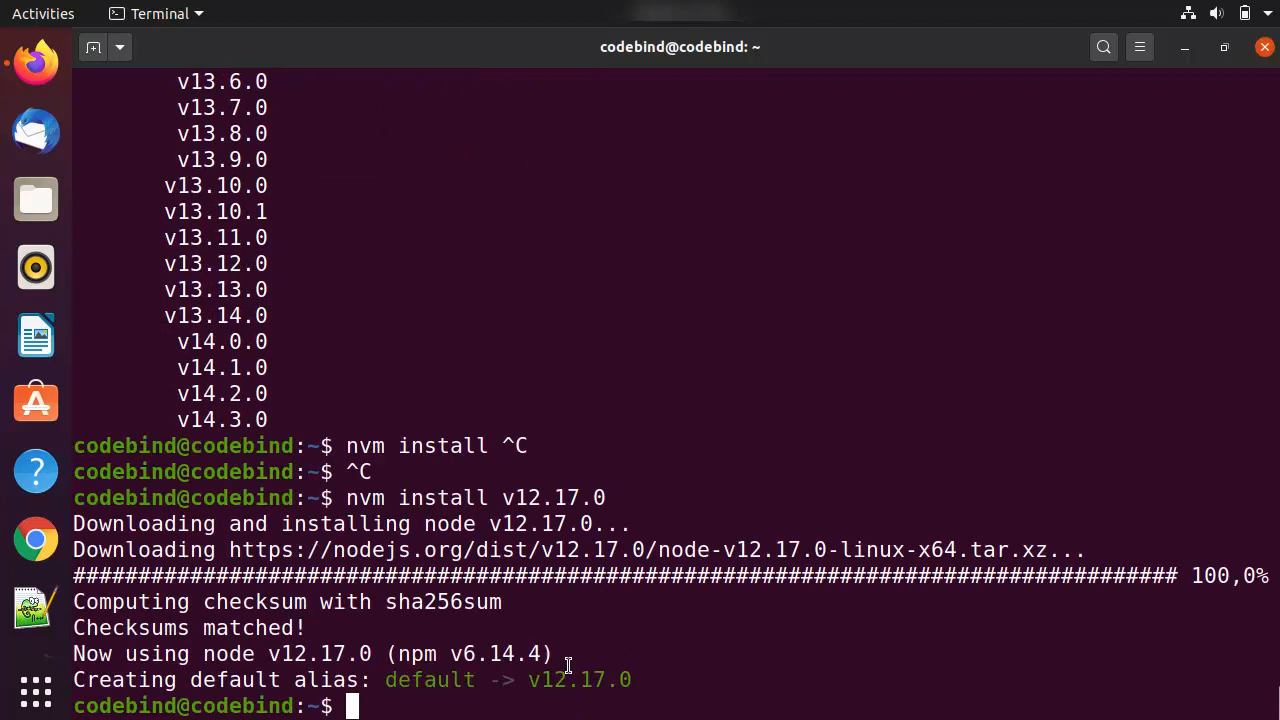 Activities Terminal
codebind@codebind: ~
v13.6.0
v13.7.0
v13.8.0
v13.9.0
v13.10.0
v13.10.1
v13.11.0
v13.12.0
v13.13.0
v13.14.0
v14.0.0
v14.1.0
v14.2.0
v14.3.0
codebind@codebind:~$ nvm install ^C
codebind@codebind:~$ ^C
codebind@codebind:~$ nvm install v12.17.0
Downloading and installing node v12.17.0...
Downloading https://nodejs.org/dist/v12.17.0/node-v12.17.0-linux-x64.tar.xz...
##################################################################################### 100,0%
Computing checksum with sha256sum
Checksums matched!
Now using node v12.17.0 (npm v6.14.4)
Creating default alias: default -> v12.17.0
codebind@codebind:~$